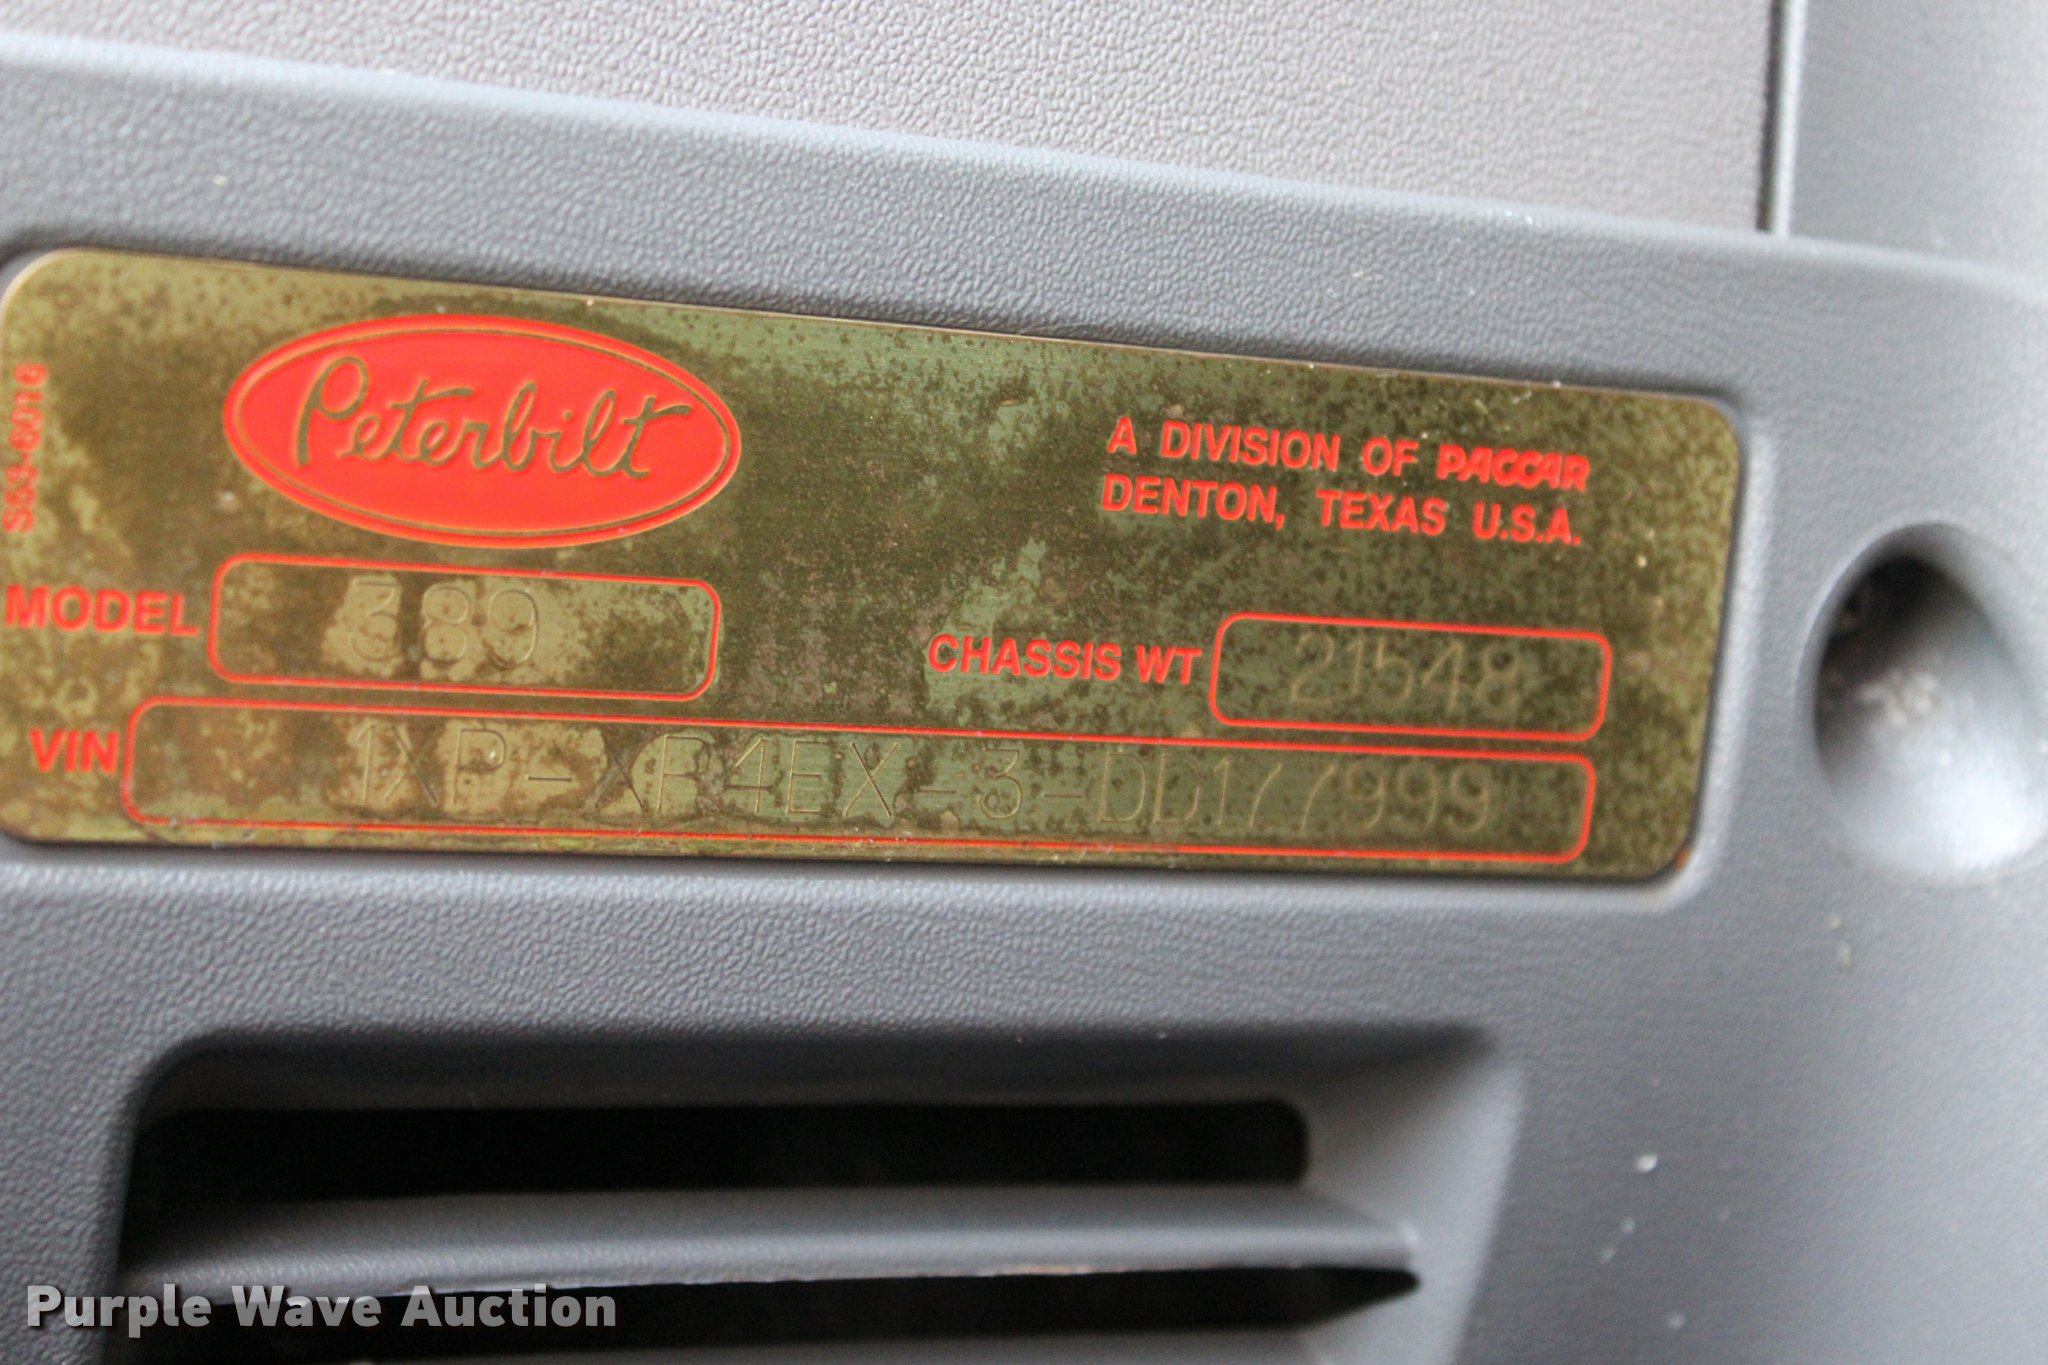 Peterbilt
A DIVISION OF PACCAR
DENTON, TEXAS U.S.A.
MODEL 389
CHASSIS WT 21548
VIN 1XP-XP4EX-3-DD177999
Purple Wave Auction